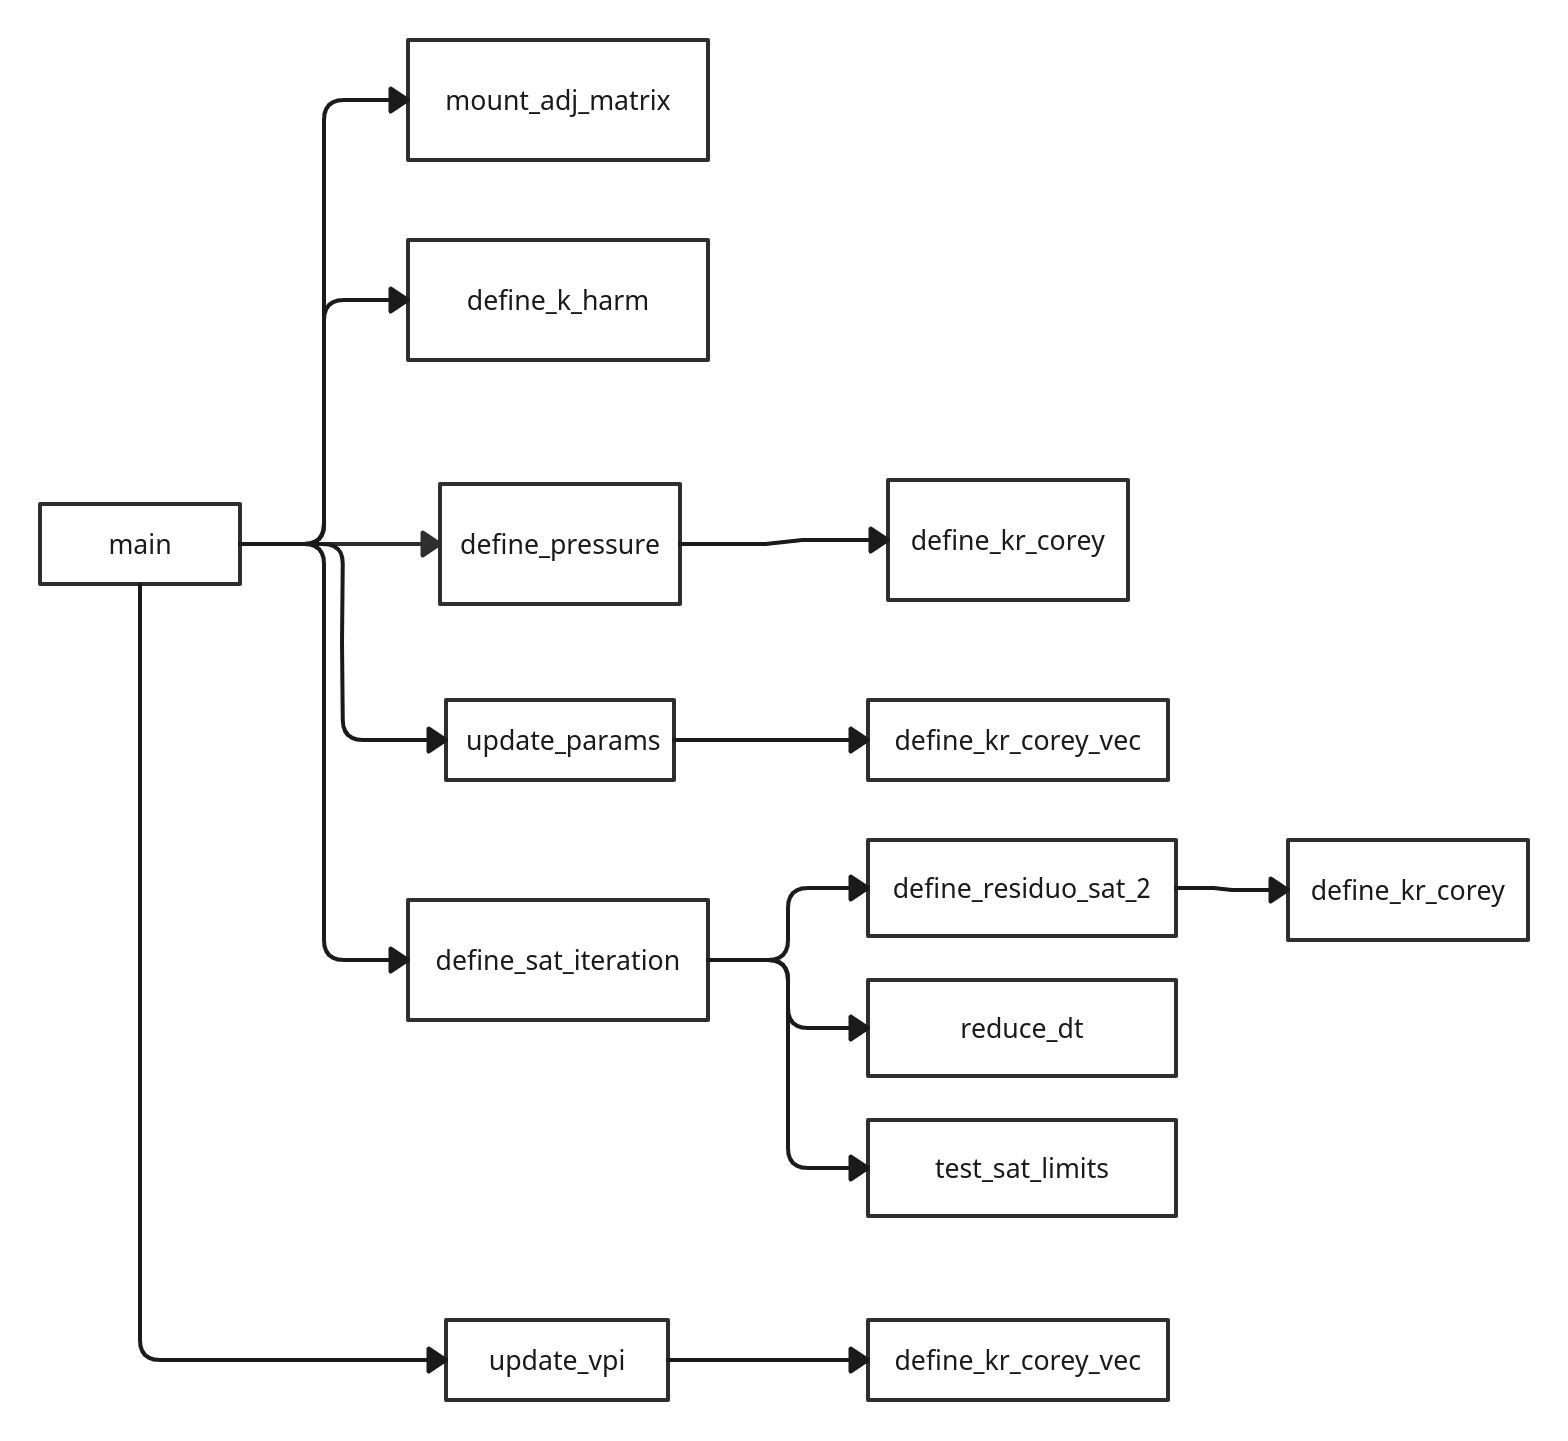 mount_adj_matrix
define_k_harm
main
define_pressure
define_kr_corey
update_params
define_kr_corey_vec
define_residuo_sat_2
define_kr_corey
define_sat_iteration
reduce_dt
test_sat_limits
update_vpi
define_kr_corey_vec